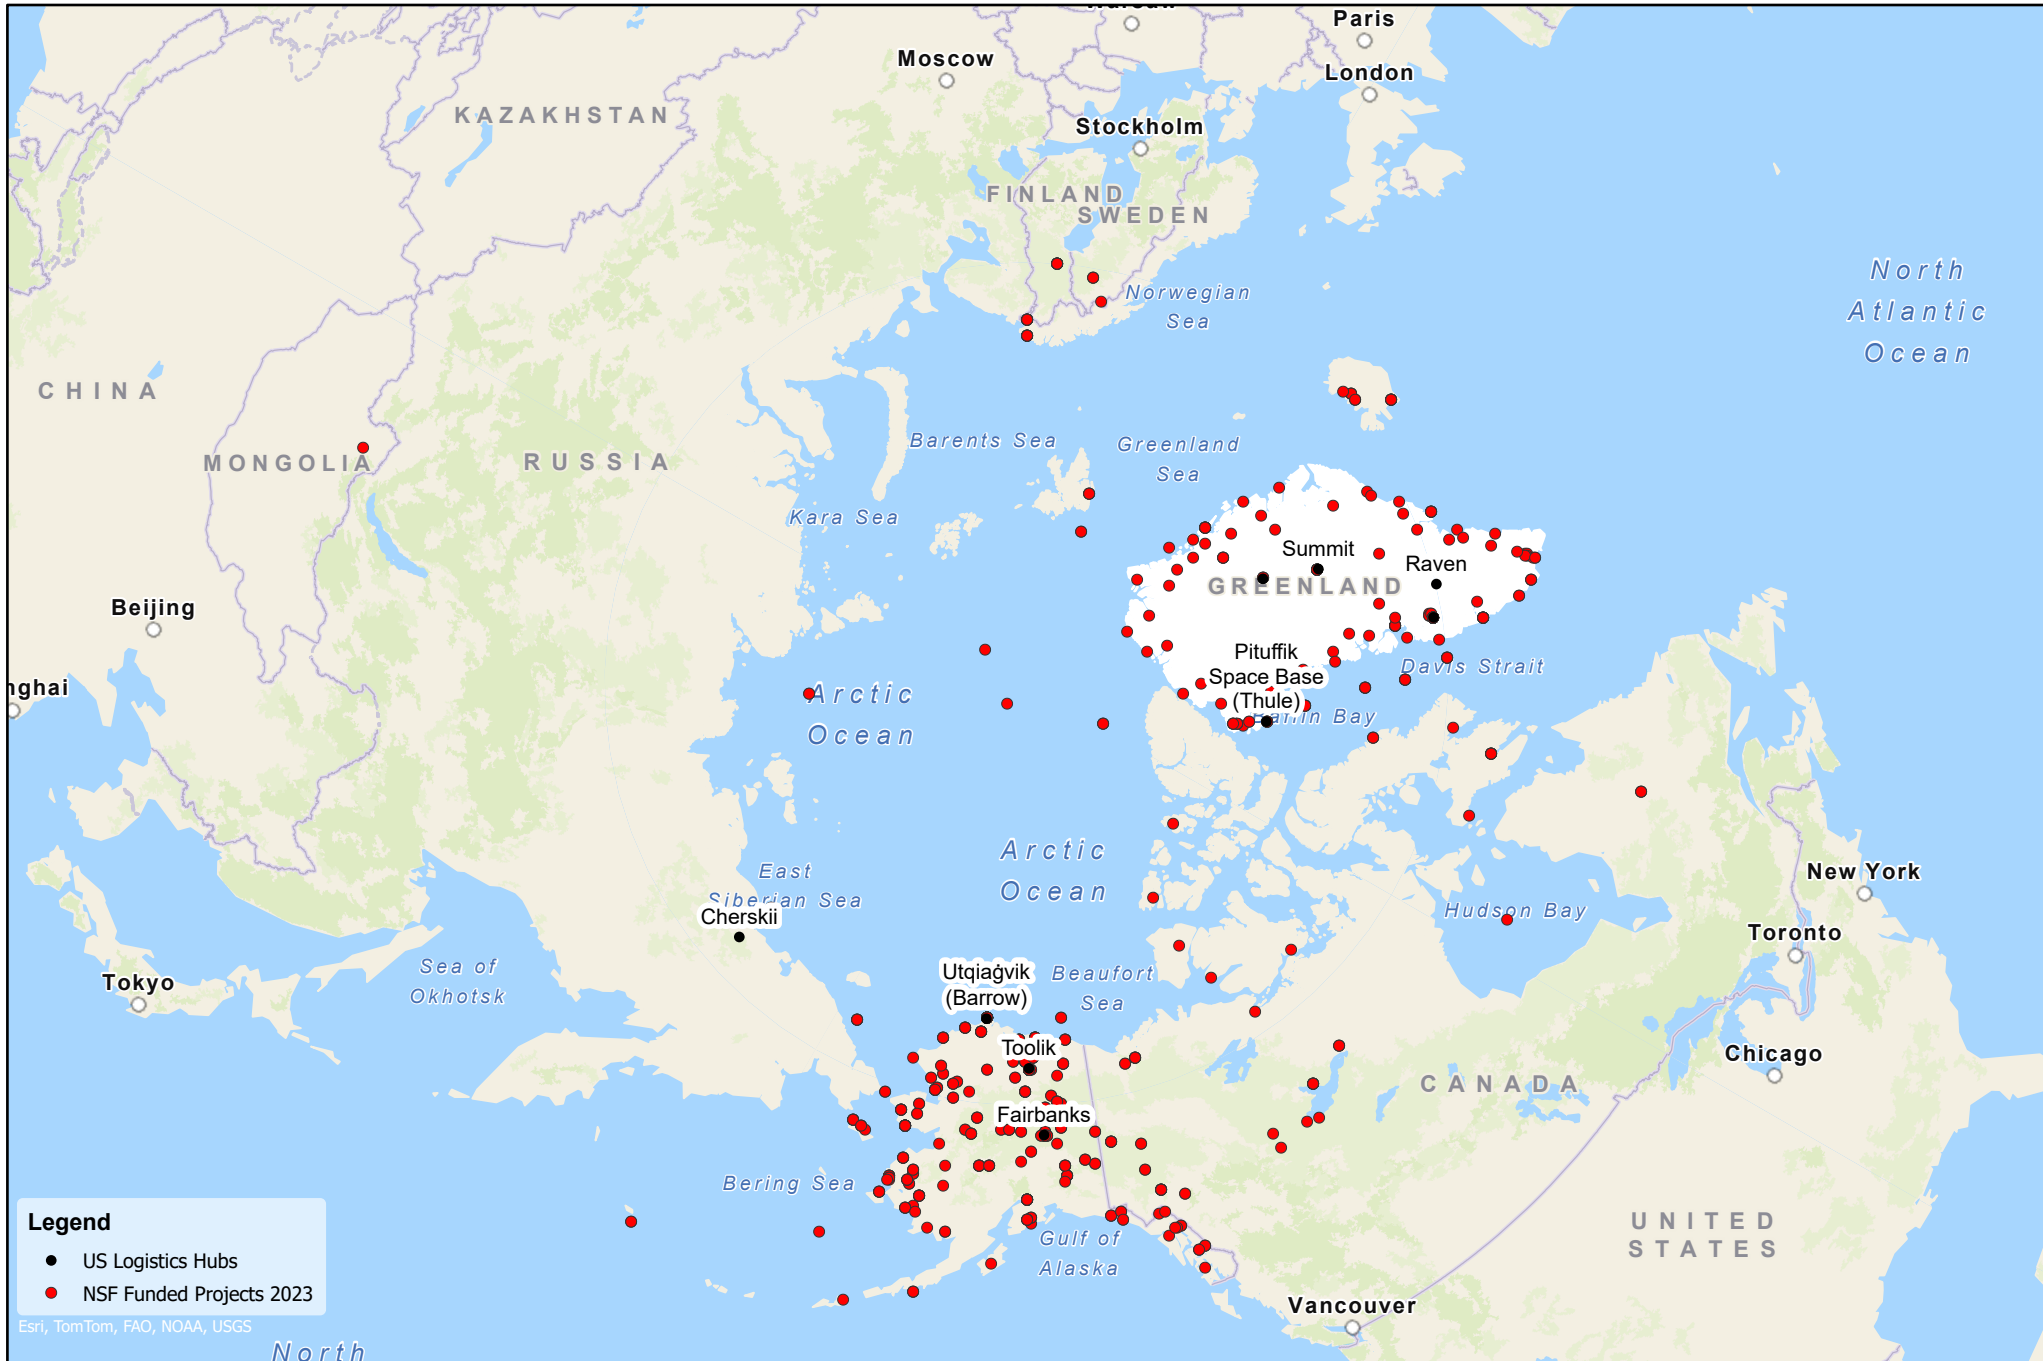 Paris
Moscow
London
KAZAKHSTAN
Stockholm
FINLAND
SWEDEN
North
Atlantic
Ocean
Norwegian
Sea
CHINA
Barents Sea
Greenland
Sea
MONGOLIA
RUSSIA
Kara Sea
Summit
Raven
GREENLAND
Beijing
Pituffik
Space Base
(Thule)
Davis Strait
Baffin Bay
nghai
Arctic
Ocean
Arctic
Ocean
East
Siberian Sea
Cherskii
New York
Hudson Bay
Toronto
Sea of
Okhotsk
Tokyo
Utqiaġvik
(Barrow)
Beaufort
Sea
Toolik
Chicago
CANADA
Fairbanks
Bering Sea
UNITED
STATES
Gulf of
Alaska
Vancouver
Legend
US Logistics Hubs
NSF Funded Projects 2023
Esri, TomTom, FAO, NOAA, USGS
North